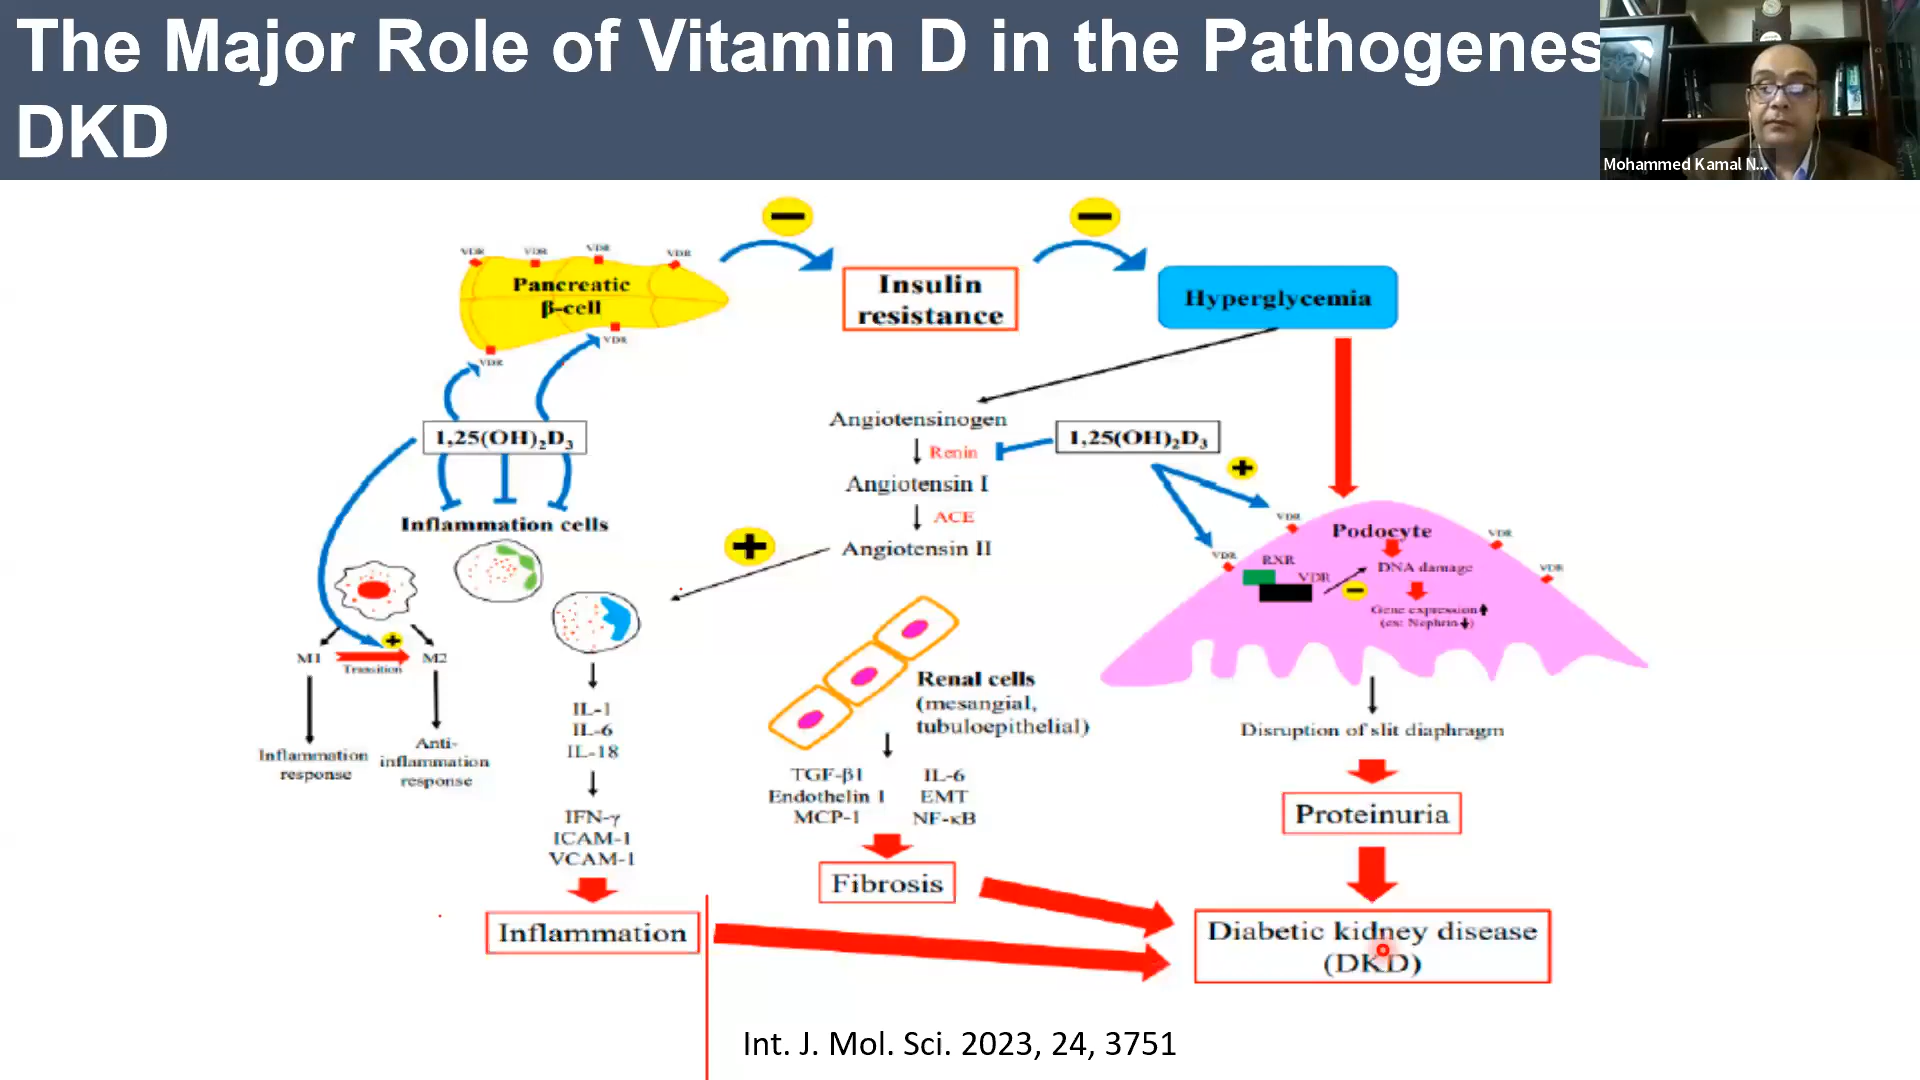 The Major Role of Vitamin D in the Pathogenes
DKD
Mohammed Kamal N...
VDR
VDR
VDR
VDR
Pancreatic
β-cell
VDR
VDR
Insulin
resistance
Hyperglycemia
1,25(OH)₂D₃
Inflammation cells
M1
Transition
M2
Inflammation
response
Anti-
inflammation
response
IL-1
IL-6
IL-18
IFN-γ
ICAM-1
VCAM-1
Inflammation
Angiotensinogen
Renin
Angiotensin I
ACE
Angiotensin II
1,25(OH)₂D₃
Renal cells
(mesangial,
tubuloepithelial)
TGF-β1
Endothelin 1
MCP-1
IL-6
EMT
NF-κB
Fibrosis
VDR
VDR
VDR
VDR
Podocyte
RXR
VDR
DNA damage
Gene expression
(ex: Nephrin)
Disruption of slit diaphragm
Proteinuria
Diabetic kidney disease
(DKD)
Int. J. Mol. Sci. 2023, 24, 3751